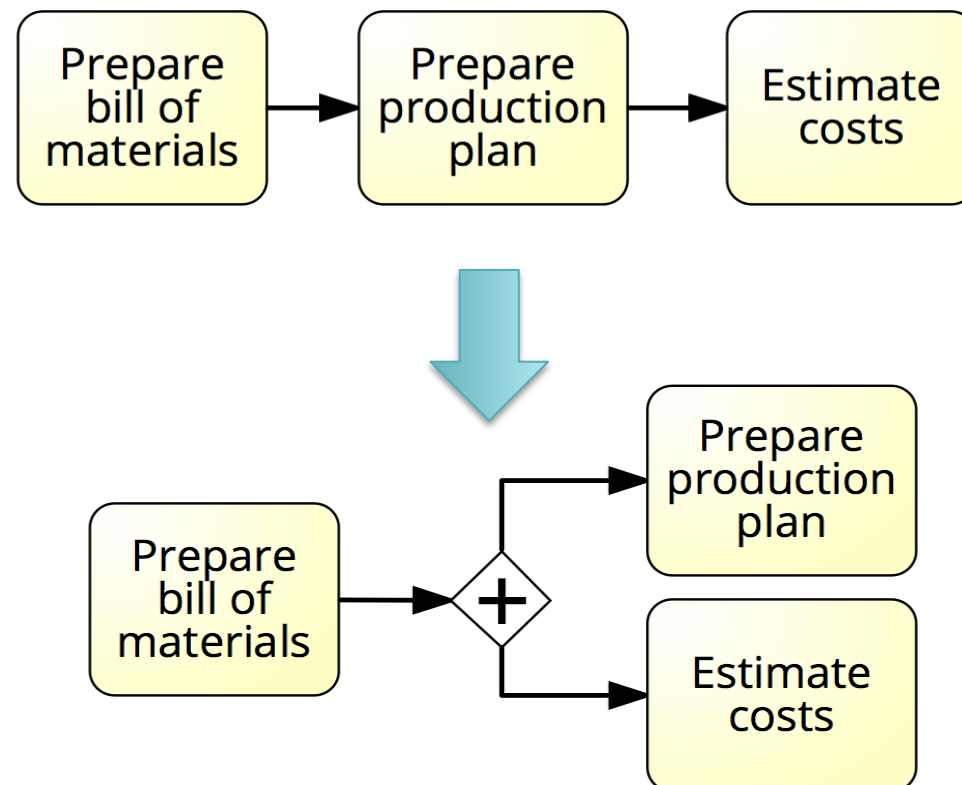 Prepare
bill of
materials
Prepare
production
plan
Estimate
costs
Prepare
bill of
materials
Prepare
production
plan
Estimate
costs